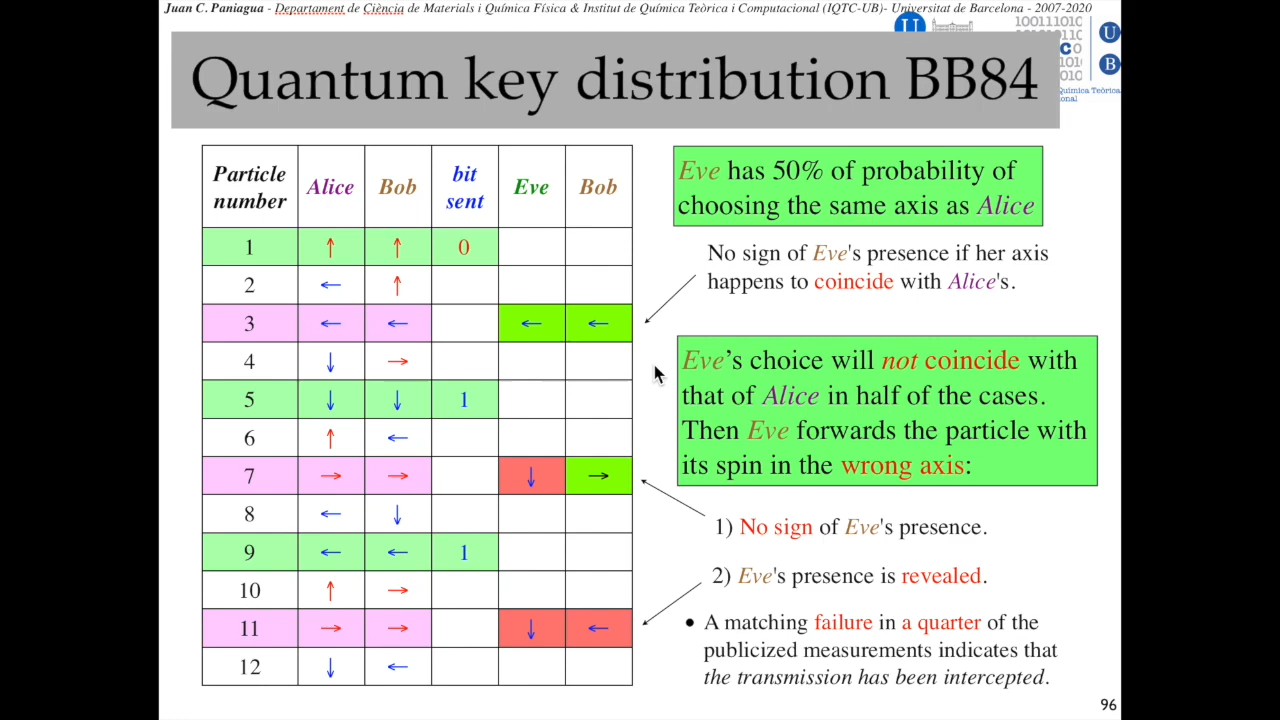 Juan C. Paniagua - Departament de Ciència de Materials i Química Física & Institut de Química Teòrica i Computacional (IQTC-UB)- Universitat de Barcelona - 2007-2020
Quantum key distribution BB84
Particle number Alice Bob bit sent Eve Bob
1 ↑ ↑ 0
2 ← ↑
3 ← ← ← ←
4 ↓ →
5 ↓ ↓ 1
6 ↑ ←
7 → → ↓ →
8 ← ↓
9 ← ← 1
10 ↑ →
11 → → ↓ ←
12 ↓ ←
Eve has 50% of probability of
choosing the same axis as Alice
No sign of Eve's presence if her axis
happens to coincide with Alice's.
Eve’s choice will not coincide with
that of Alice in half of the cases.
Then Eve forwards the particle with
its spin in the wrong axis:
1) No sign of Eve's presence.
2) Eve's presence is revealed.
• A matching failure in a quarter of the
publicized measurements indicates that
the transmission has been intercepted.
96